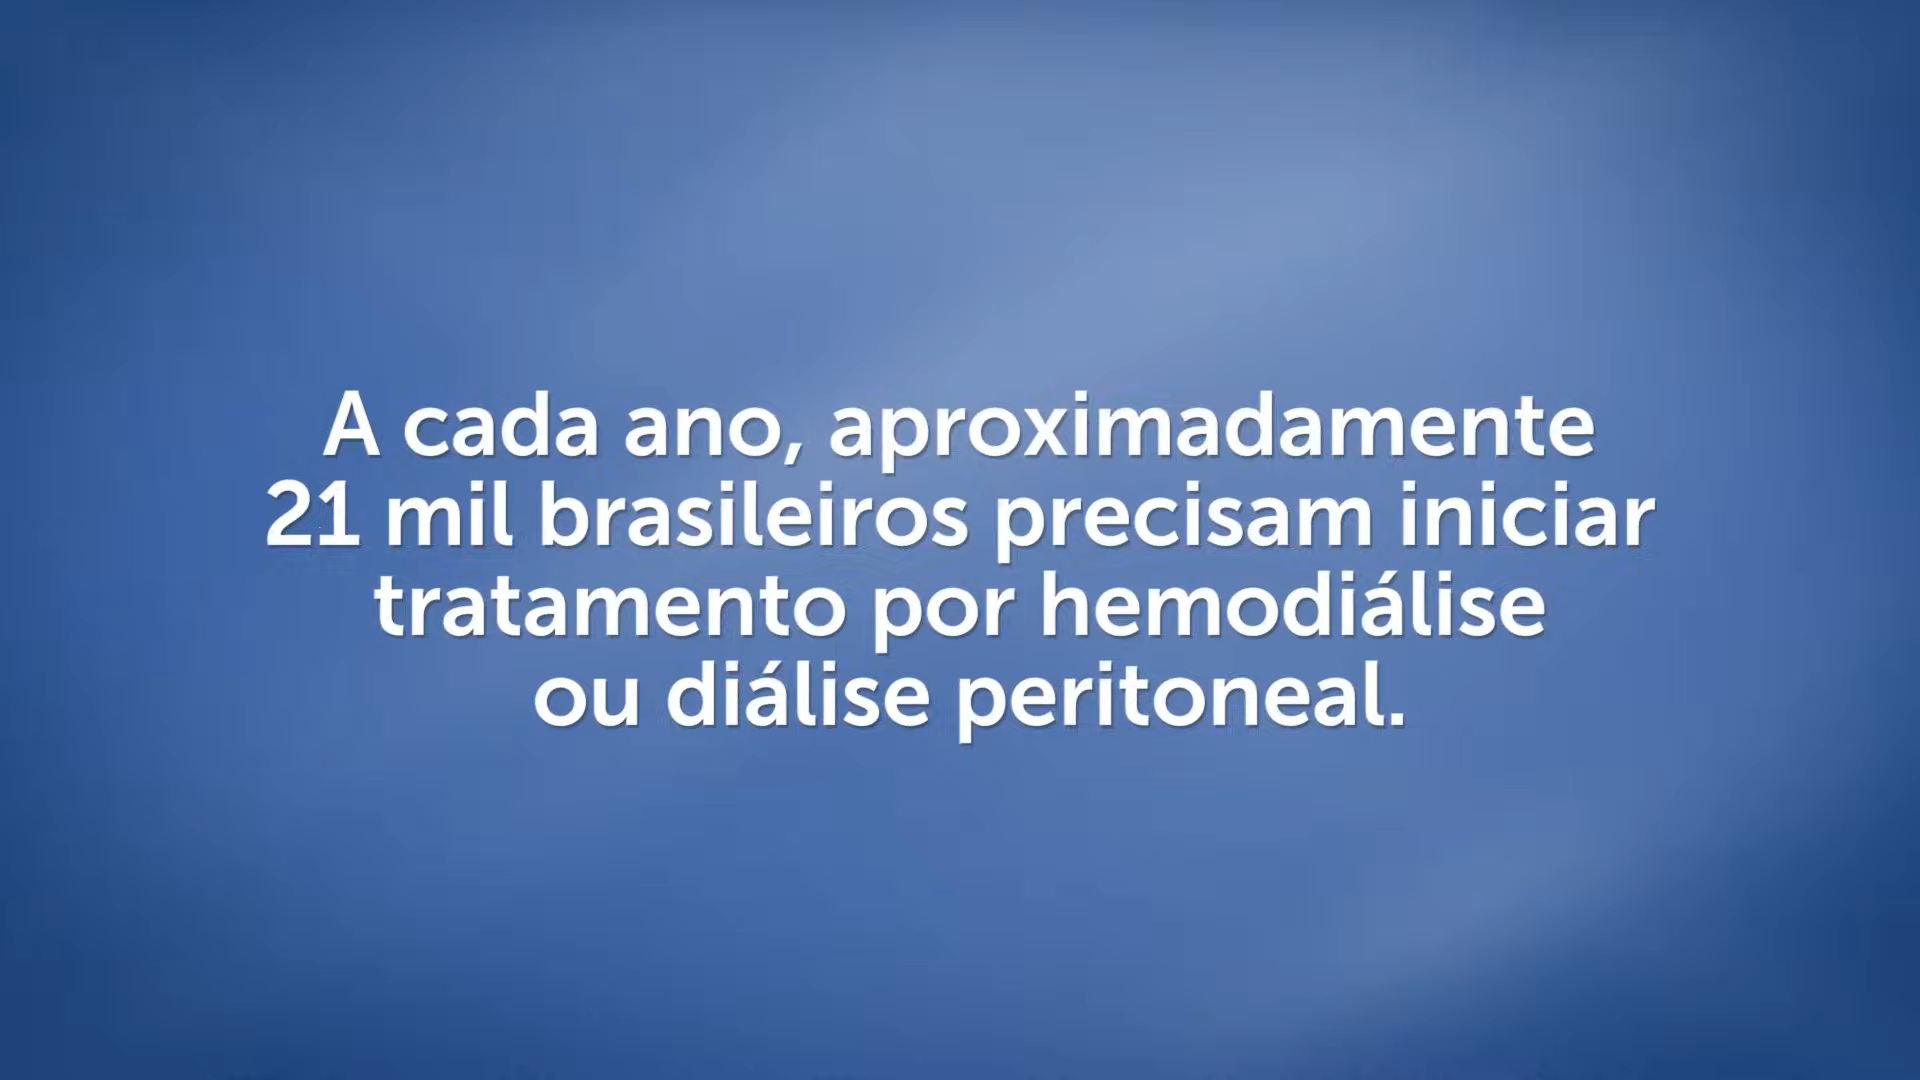 A cada ano, aproximadamente
21 mil brasileiros precisam iniciar
tratamento por hemodiálise
ou diálise peritoneal.